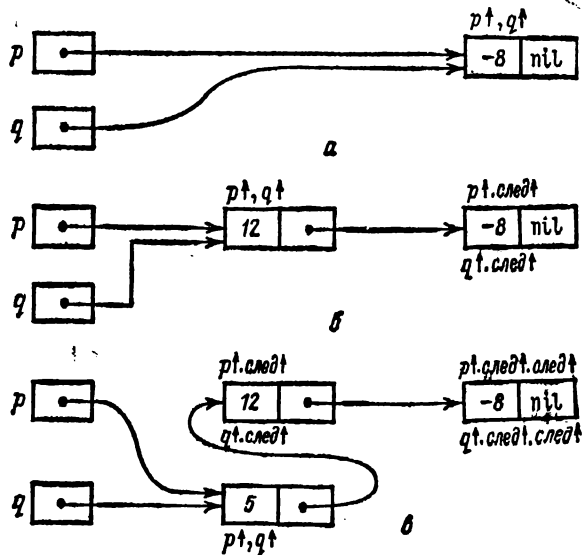 p↑, q↑
p
-8 nil
q
а
p↑, q↑
p↑.след↑
p
12
-8 nil
q↑.след↑
q
в
p↑.след↑
p↑.след↑.след↑
p
12
-8 nil
q↑.след↑
q↑.след↑.след↑
q
5
p↑, q↑
в